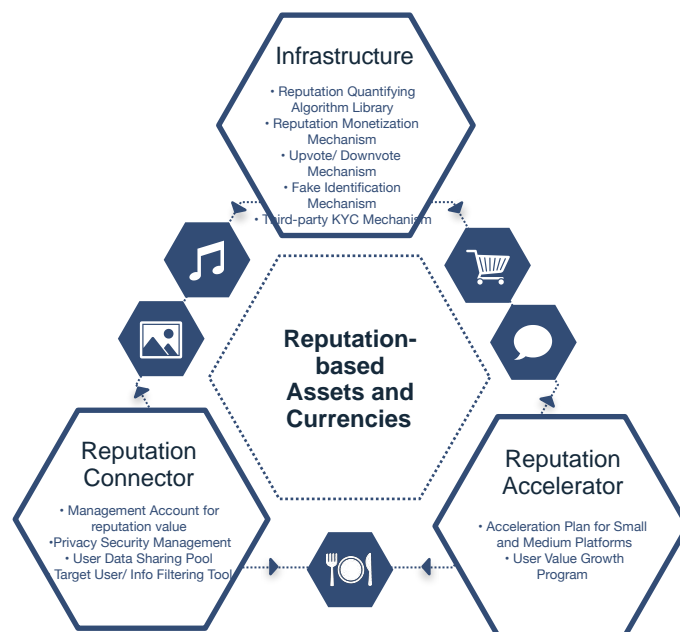 Infrastructure
• Reputation Quantifying
Algorithm Library
• Reputation Monetization
Mechanism
• Upvote/ Downvote
Mechanism
• Fake Identification
Mechanism
• Third-party KYC Mechanism
Reputation-
based
Assets and
Currencies
Reputation
Connector
• Management Account for
reputation value
•Privacy Security Management
• User Data Sharing Pool
Target User/ Info Filtering Tool
Reputation
Accelerator
• Acceleration Plan for Small
and Medium Platforms
• User Value Growth
Program